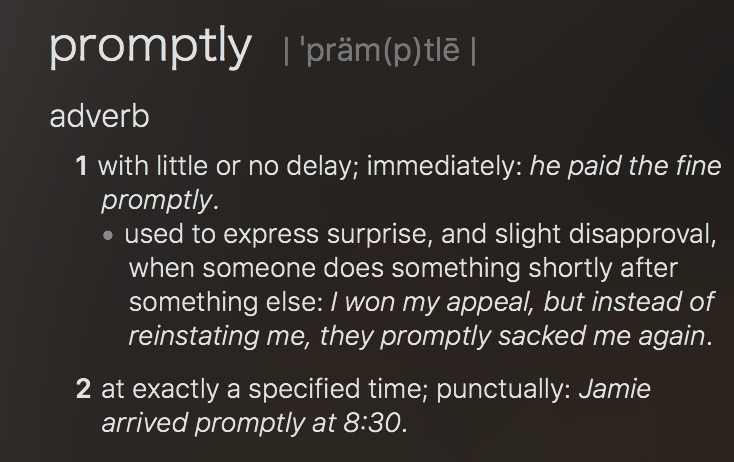 promptly | ˈpräm(p)tlē |
adverb
1 with little or no delay; immediately: he paid the fine
promptly.
• used to express surprise, and slight disapproval,
when someone does something shortly after
something else: I won my appeal, but instead of
reinstating me, they promptly sacked me again.
2 at exactly a specified time; punctually: Jamie
arrived promptly at 8:30.